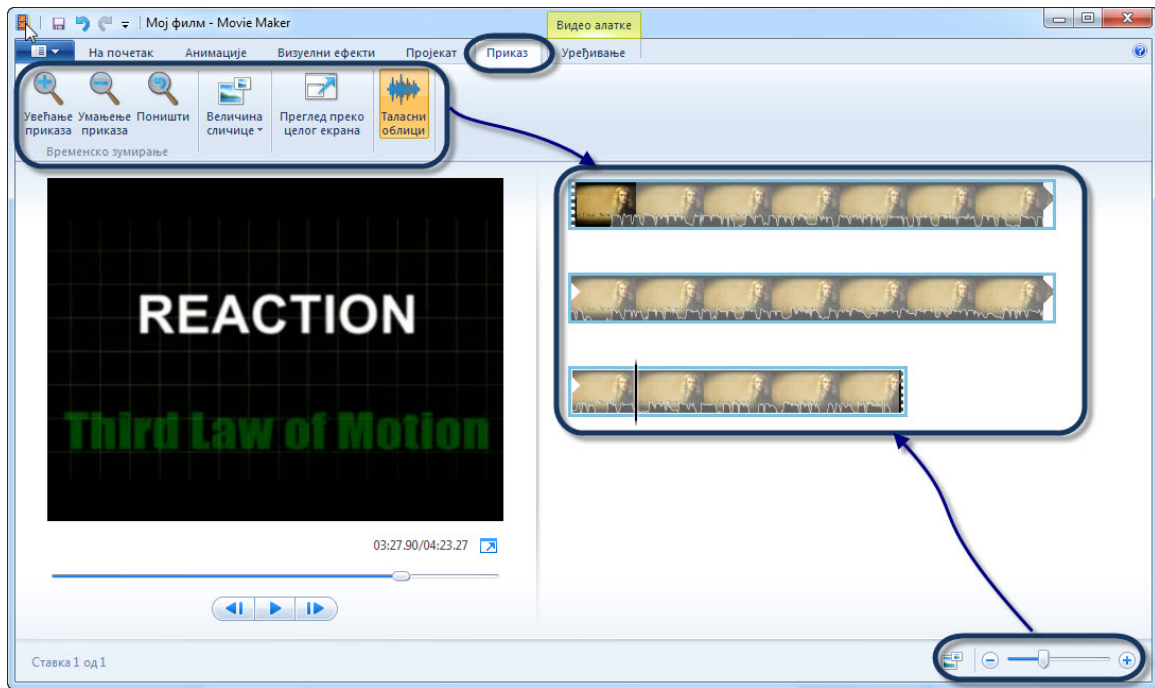 Мој филм - Movie Maker
Видео алатке
На почетак Анимације Визуелни ефекти Пројекат Приказ Уређивање
Увећање Умањење Поништи Величина Преглед преко Таласни
приказа приказа сличице целог екрана облици
Временско зумирање
REACTION
Third Law of Motion
03:27.90/04:23.27
Ставка 1 од 1